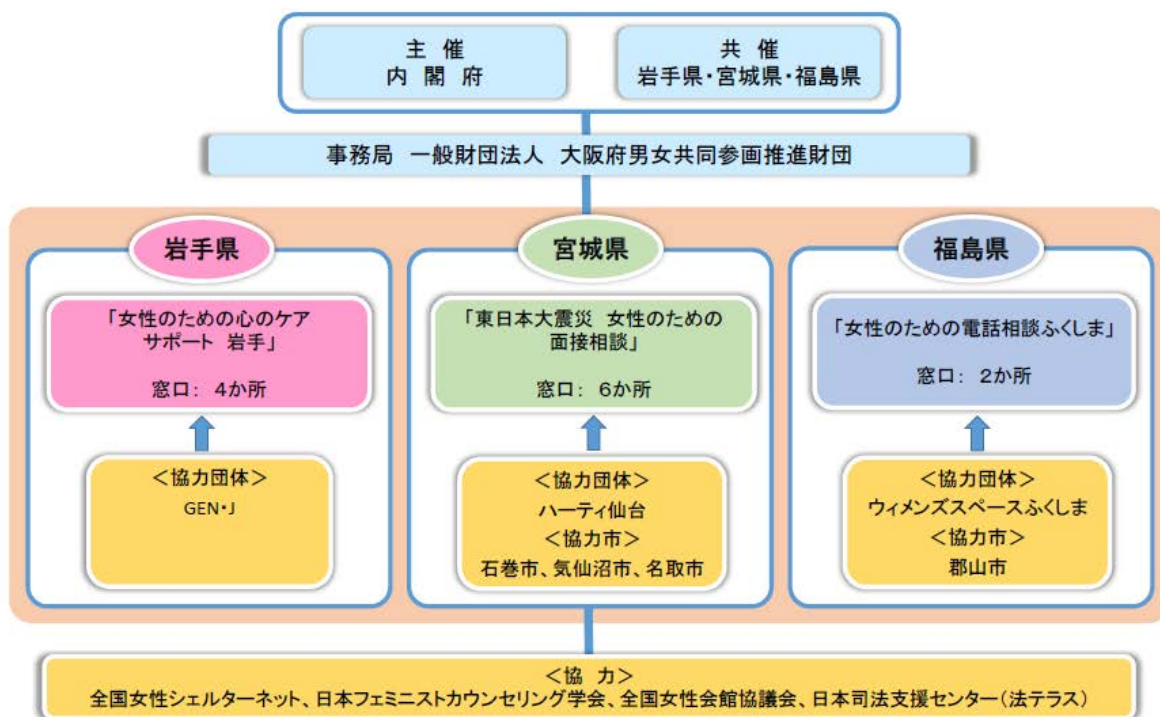 主 催
内 閣 府
共 催
岩手県・宮城県・福島県
事務局 一般財団法人 大阪府男女共同参画推進財団
岩手県
「女性のための心のケア
サポート 岩手」
窓口： 4か所
＜協力団体＞
GEN・J
宮城県
「東日本大震災 女性のための
面接相談」
窓口： 6か所
＜協力団体＞
ハーティ仙台
＜協力市＞
石巻市、気仙沼市、名取市
福島県
「女性のための電話相談ふくしま」
窓口： 2か所
＜協力団体＞
ウィメンズスペースふくしま
＜協力市＞
郡山市
＜協 力＞
全国女性シェルターネット、日本フェミニストカウンセリング学会、全国女性会館協議会、日本司法支援センター（法テラス）